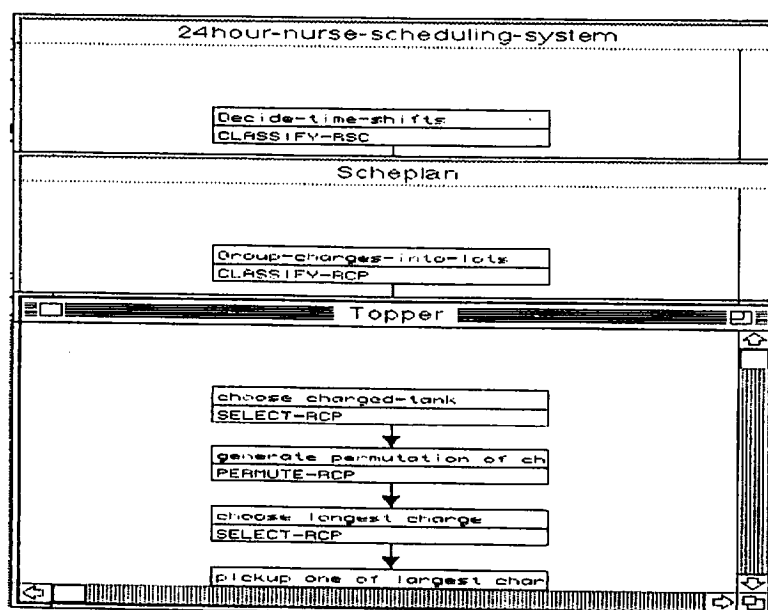 24hour-nurse-scheduling-system
Decide-time-shifts
CLASSIFY-RSC
Scheplan
Group-charges-into-lots
CLASSIFY-RCP
Topper
choose charged-tank
SELECT-RCP
generate permutation of ch
PERMUTE-RCP
choose largest charge
SELECT-RCP
pickup one of largest char